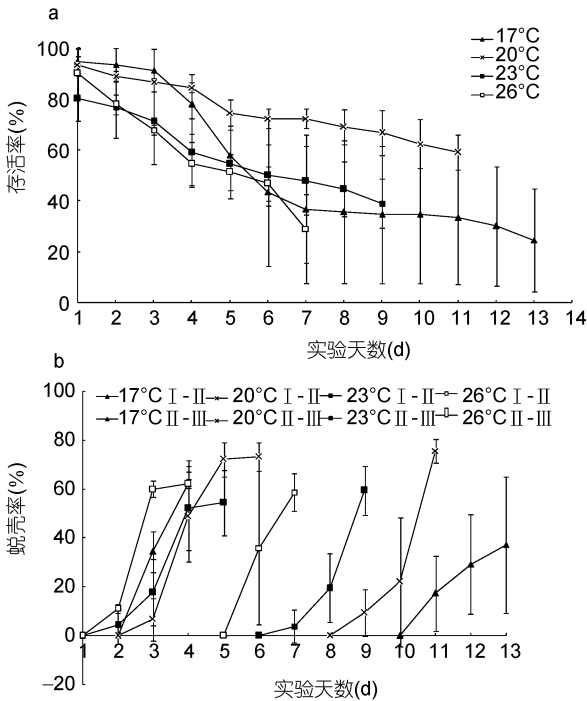 a
17°C
20°C
23°C
26°C
存活率(%)
100
80
60
40
20
0
1 2 3 4 5 6 7 8 9 10 11 12 13 14
实验天数(d)
b
17°C Ⅰ-Ⅱ 20°C Ⅰ-Ⅱ 23°C Ⅰ-Ⅱ 26°C Ⅰ-Ⅱ
17°C Ⅱ-Ⅲ 20°C Ⅱ-Ⅲ 23°C Ⅱ-Ⅲ 26°C Ⅱ-Ⅲ
蜕壳率(%)
100
80
60
40
20
0
-20
1 2 3 4 5 6 7 8 9 10 11 12 13
实验天数(d)